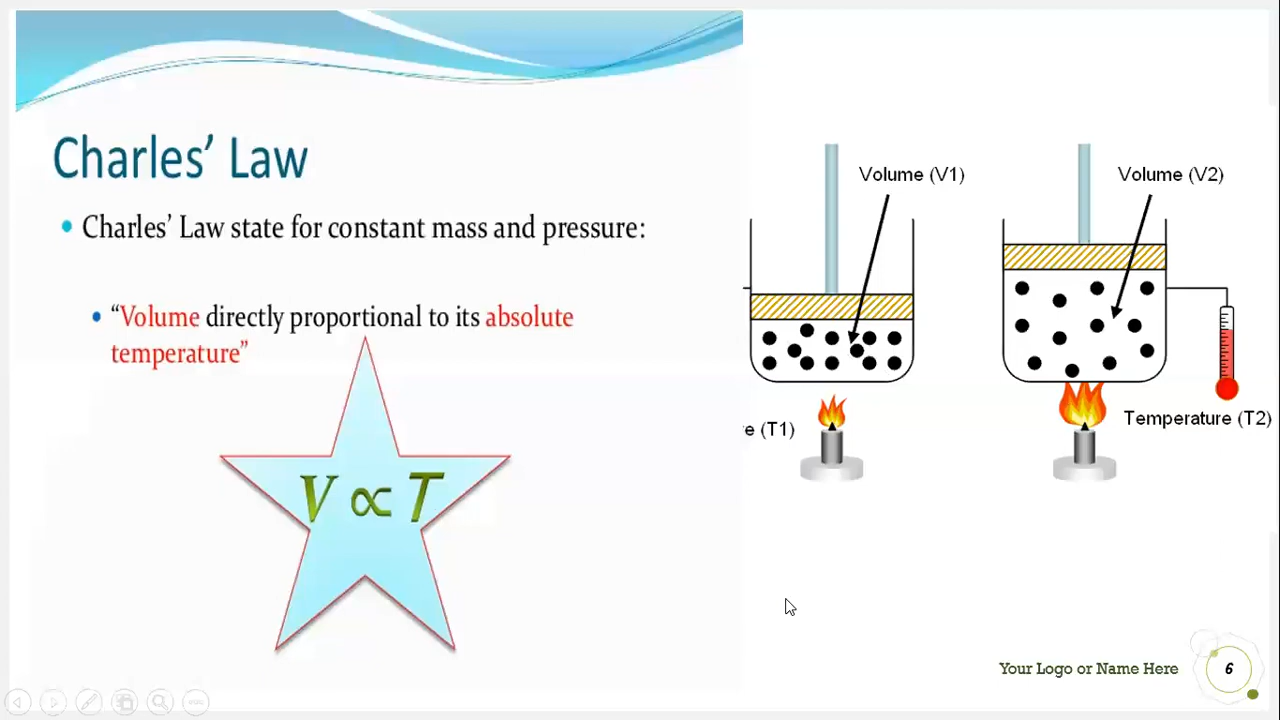 Charles’ Law
• Charles’ Law state for constant mass and pressure:
• “Volume directly proportional to its absolute
temperature”
V ∝ T
Volume (V1)
Volume (V2)
e (T1)
Temperature (T2)
Your Logo or Name Here
6